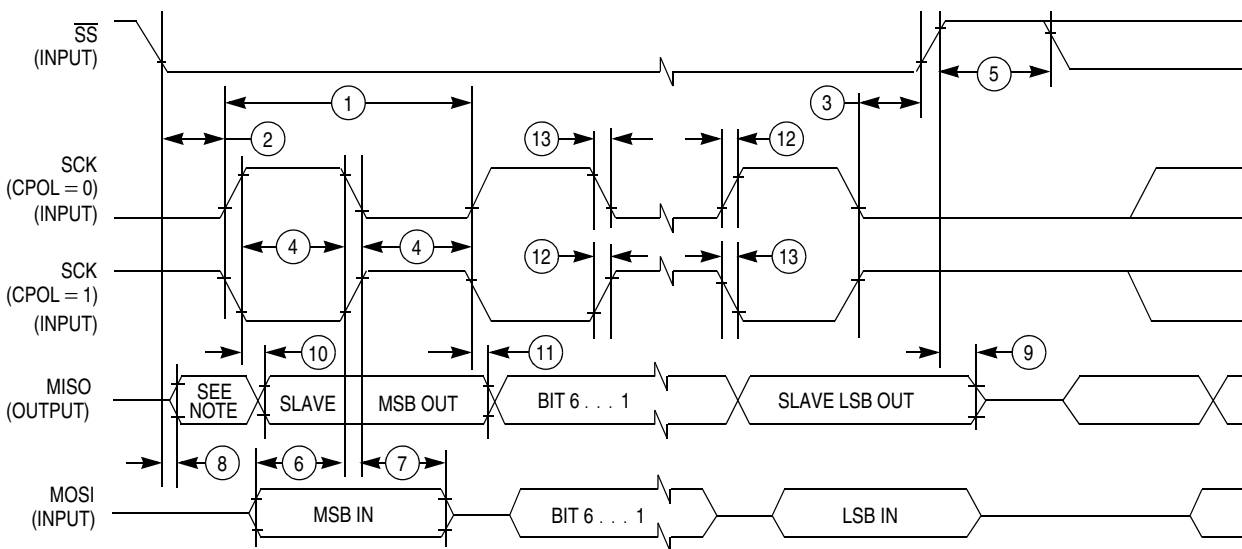 SS
(INPUT)
5
3
1
2
13
12
SCK
(CPOL = 0)
(INPUT)
4
4
12
13
SCK
(CPOL = 1)
(INPUT)
10
11
9
MISO
(OUTPUT)
SEE
NOTE
SLAVE
MSB OUT
BIT 6 . . . 1
SLAVE LSB OUT
8
6
7
MOSI
(INPUT)
MSB IN
BIT 6 . . . 1
LSB IN